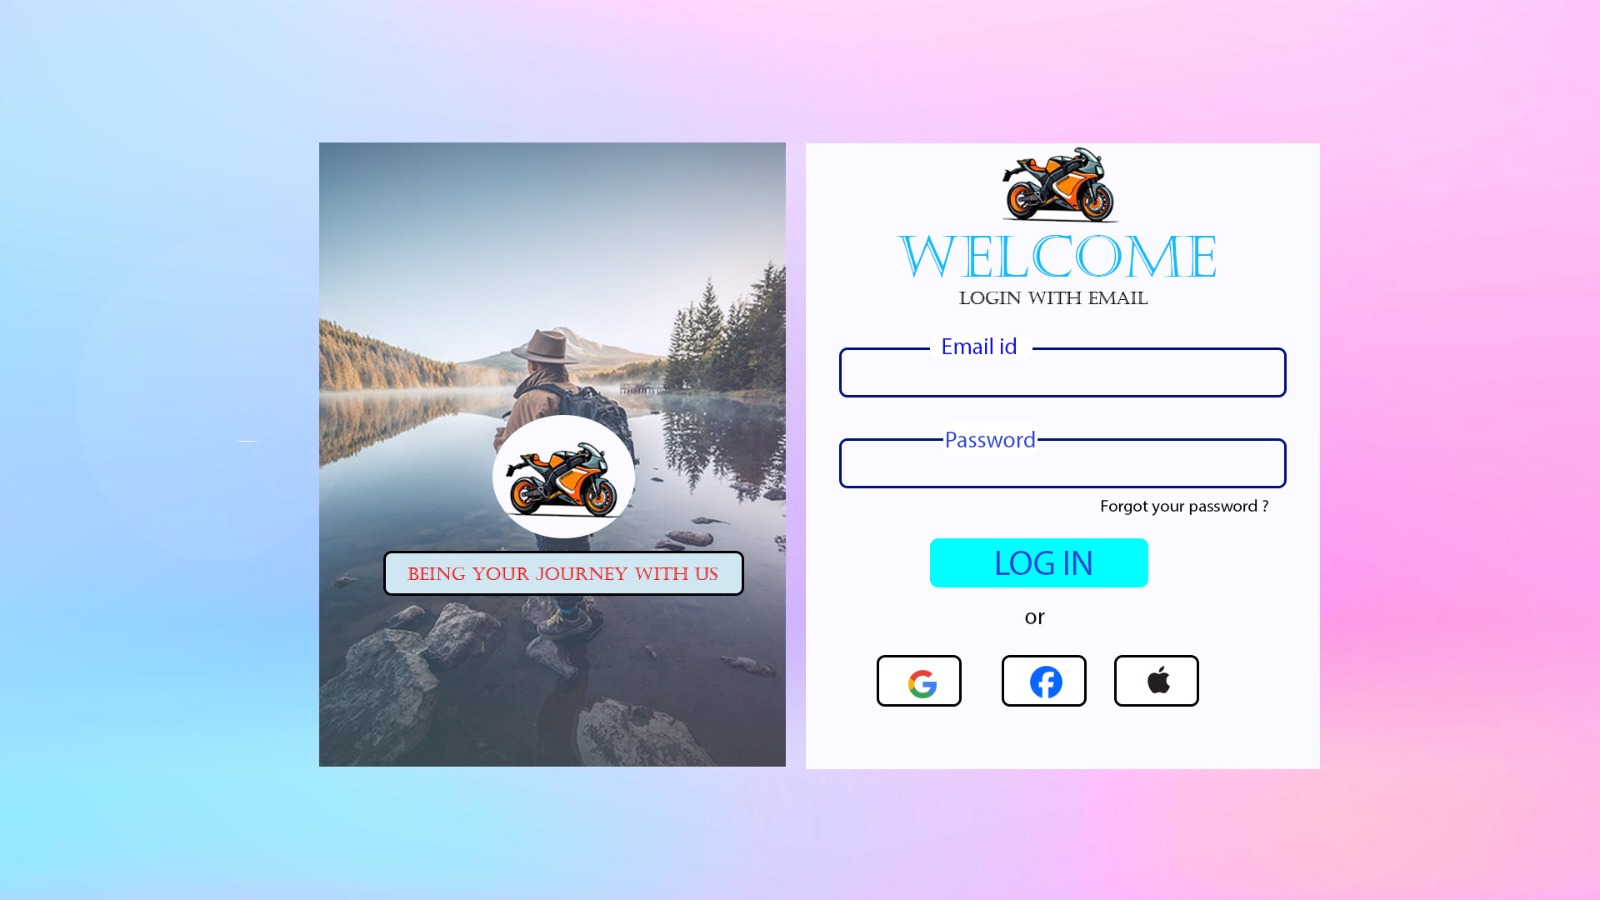 BEING YOUR JOURNEY WITH US
WELCOME
LOGIN WITH EMAIL
Email id
Password
Forgot your password ?
LOG IN
or